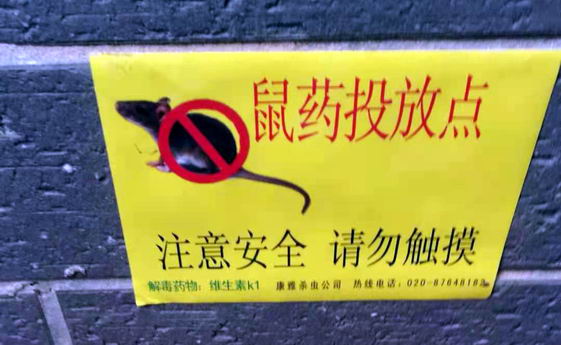 鼠药投放点
注意安全 请勿触摸
解毒药物：维生素k1 康雅杀虫公司 热线电话：020-87648162